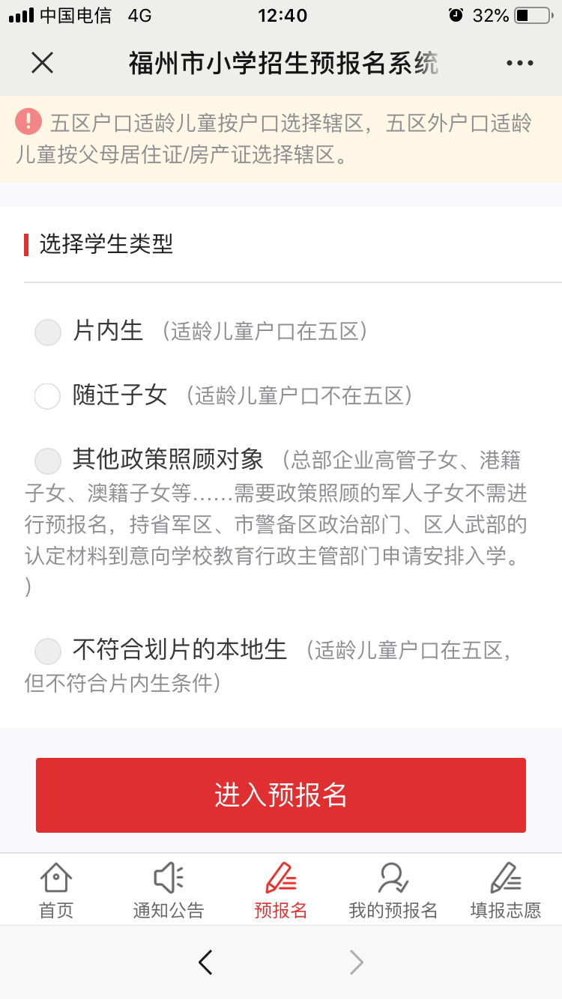 中国电信 4G 12:40 32%
福州市小学招生预报名系统
五区户口适龄儿童按户口选择辖区，五区外户口适龄
儿童按父母居住证/房产证选择辖区。
选择学生类型
片内生 （适龄儿童户口在五区）
随迁子女 （适龄儿童户口不在五区）
其他政策照顾对象 （总部企业高管子女、港籍
子女、澳籍子女等……需要政策照顾的军人子女不需进
行预报名，持省军区、市警备区政治部门、区人武部的
认定材料到意向学校教育行政主管部门申请安排入学。
）
不符合划片的本地生 （适龄儿童户口在五区，
但不符合片内生条件）
进入预报名
首页 通知公告 预报名 我的预报名 填报志愿